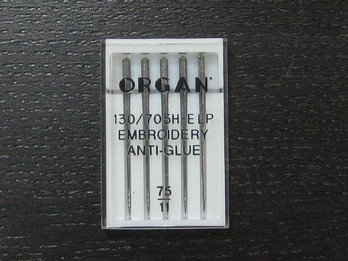 ORGAN
130/705H-ELP
EMBROIDERY
ANTI-GLUE
75
11